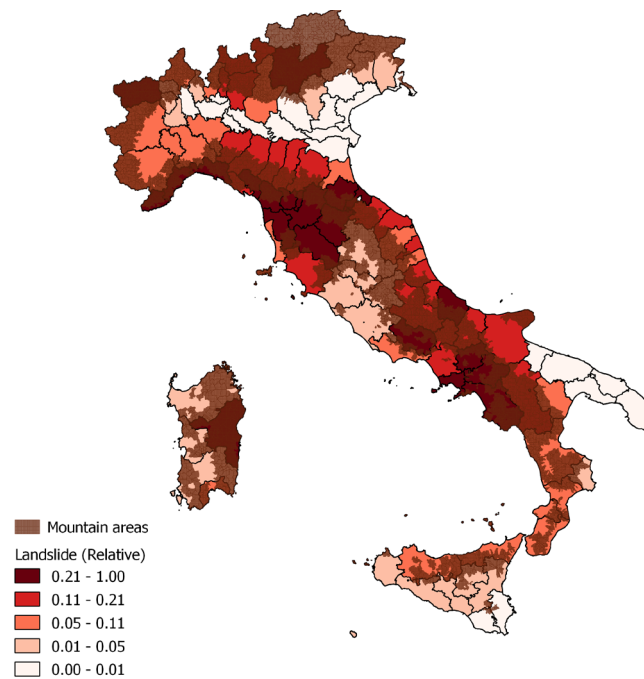 Mountain areas
Landslide (Relative)
0.21 - 1.00
0.11 - 0.21
0.05 - 0.11
0.01 - 0.05
0.00 - 0.01